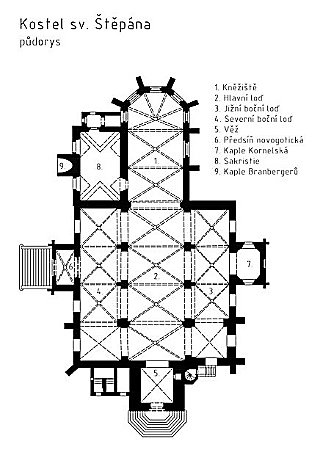 Kostel sv. Štěpána
půdorys
1. Kněžiště
2. Hlavní loď
3. Jižní boční loď
4. Severní boční loď
5. Věž
6. Předsíň novogotická
7. Kaple Kornelská
8. Sakristie
9. Kaple Branbergerů
9.
8.
1.
6.
2.
7.
4.
3.
5.